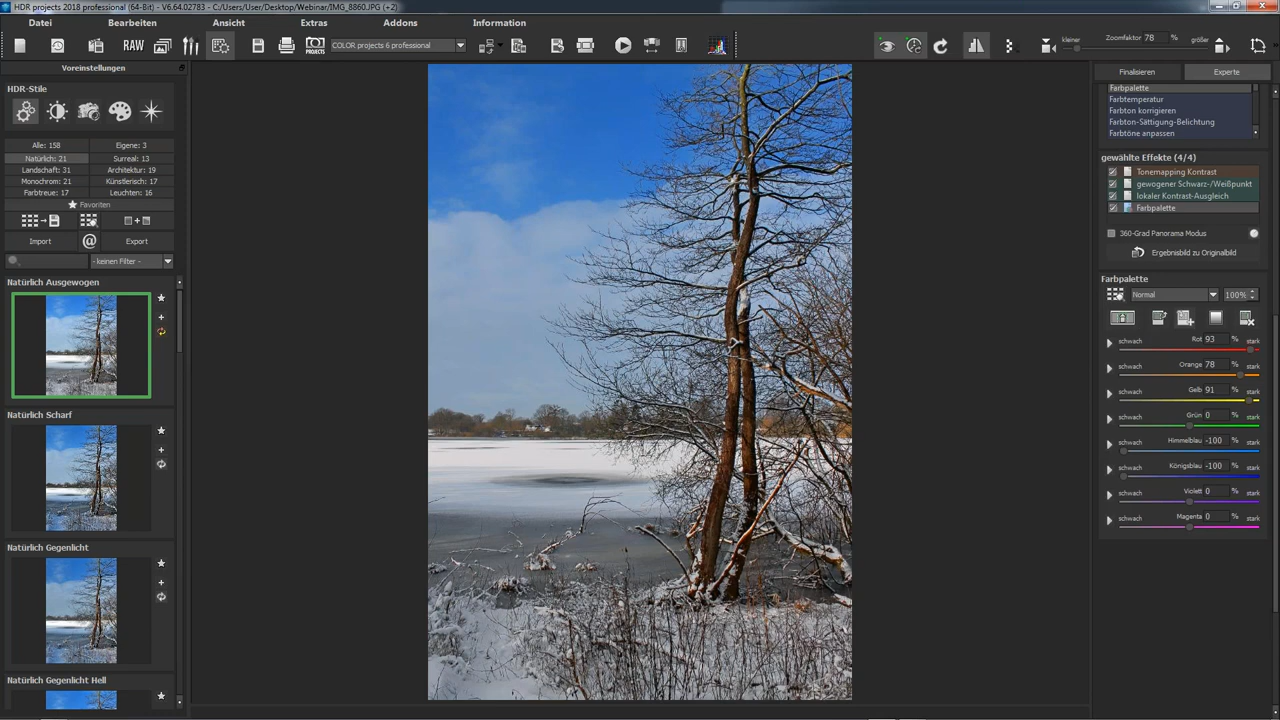 HDR projects 2018 professional (64-Bit) - V6.64.02783 - C:/Users/User/Desktop/Webinar/IMG_8860.JPG (+2)
Datei Bearbeiten Ansicht Extras Addons Information
RAW PROJECTS COLOR projects 6 professional kleiner Zoomfaktor 78 % größer
Voreinstellungen
HDR-Stile
Alle: 158 Eigene: 3
Natürlich: 21 Surreal: 13
Landschaft: 31 Architektur: 19
Monochrom: 21 Künstlerisch: 17
Farbtreue: 17 Leuchten: 16
Favoriten
Import @ Export
- keinen Filter -
Natürlich Ausgewogen
Natürlich Scharf
Natürlich Gegenlicht
Natürlich Gegenlicht Hell
Finalisieren Experte
Farbpalette
Farbtemperatur
Farbton korrigieren
Farbton-Sättigung-Belichtung
Farbtöne anpassen
gewählte Effekte (4/4)
Tonemapping Kontrast
gewogener Schwarz-/Weißpunkt
lokaler Kontrast-Ausgleich
Farbpalette
360-Grad Panorama Modus
Ergebnisbild zu Originalbild
Farbpalette
Normal 100%
schwach Rot 93 % stark
schwach Orange 78 % stark
schwach Gelb 91 % stark
schwach Grün 0 % stark
schwach Himmelblau -100 % stark
schwach Königsblau -100 % stark
schwach Violett 0 % stark
schwach Magenta 0 % stark